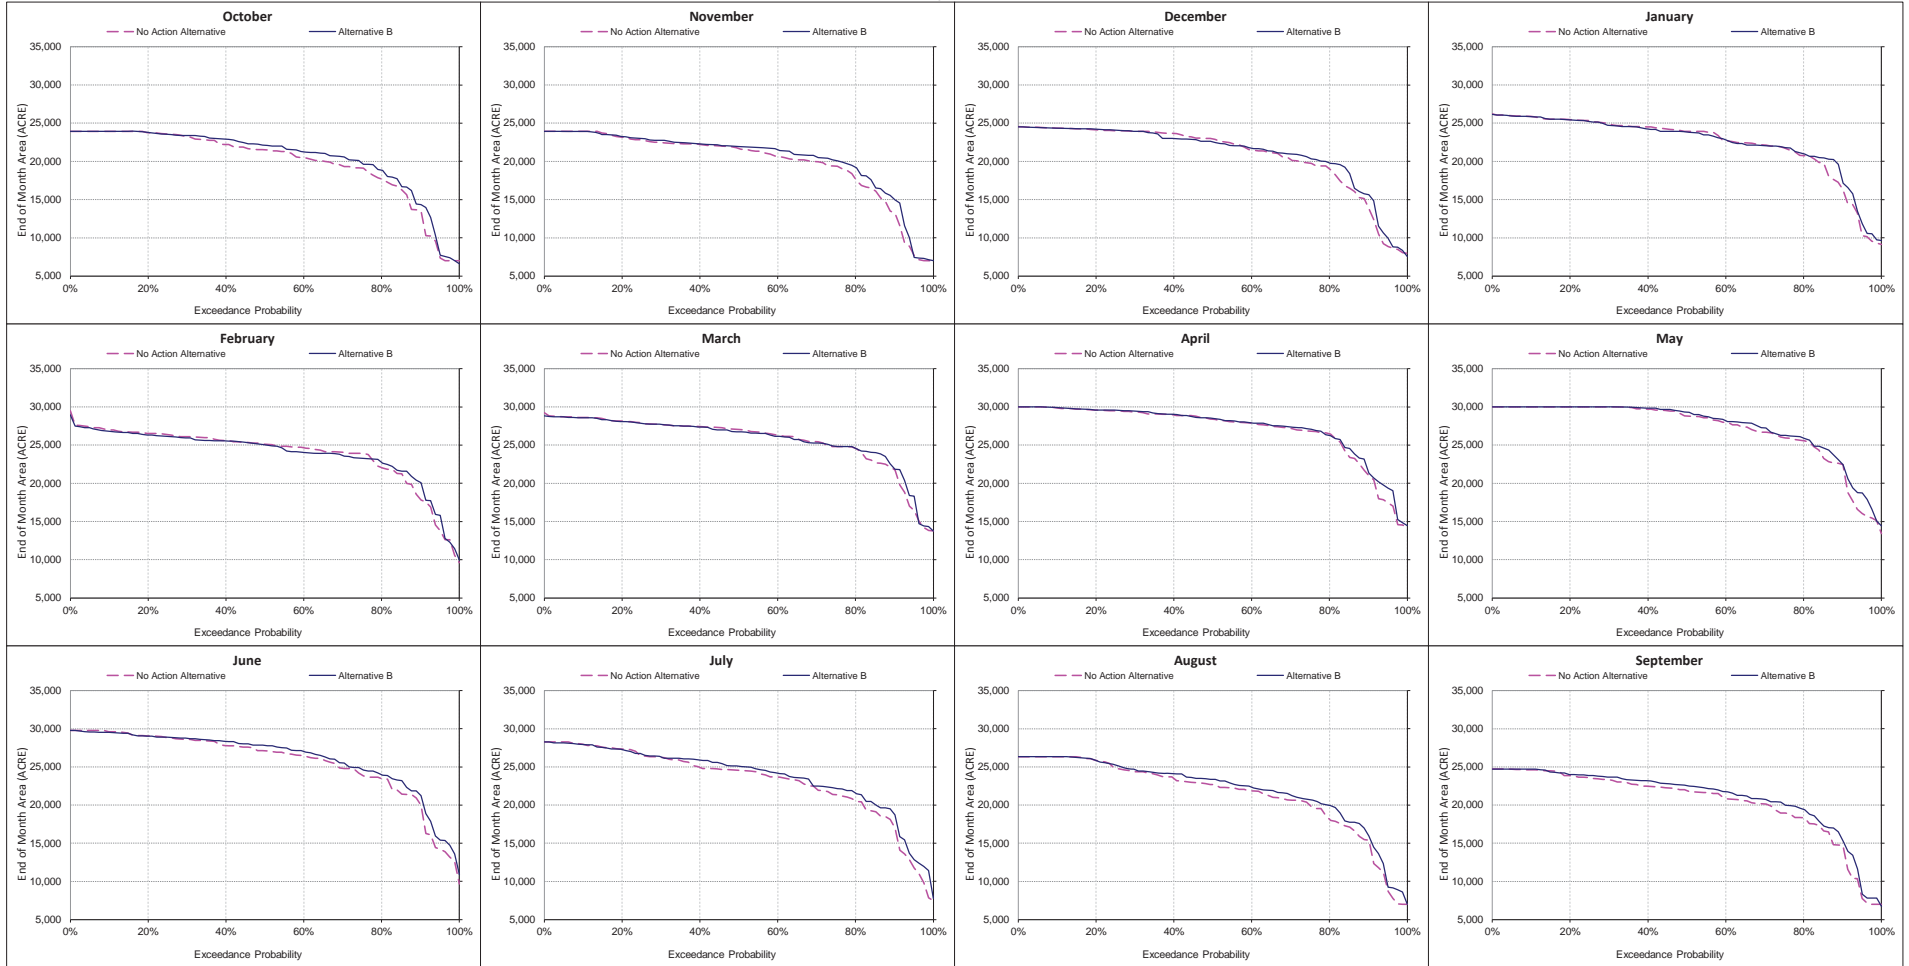 October
No Action Alternative Alternative B
End of Month Area (ACRE)
35,000
30,000
25,000
20,000
15,000
10,000
5,000
0% 20% 40% 60% 80% 100%
Exceedance Probability
November
No Action Alternative Alternative B
End of Month Area (ACRE)
35,000
30,000
25,000
20,000
15,000
10,000
5,000
0% 20% 40% 60% 80% 100%
Exceedance Probability
December
No Action Alternative Alternative B
End of Month Area (ACRE)
35,000
30,000
25,000
20,000
15,000
10,000
5,000
0% 20% 40% 60% 80% 100%
Exceedance Probability
January
No Action Alternative Alternative B
End of Month Area (ACRE)
35,000
30,000
25,000
20,000
15,000
10,000
5,000
0% 20% 40% 60% 80% 100%
Exceedance Probability
February
No Action Alternative Alternative B
End of Month Area (ACRE)
35,000
30,000
25,000
20,000
15,000
10,000
5,000
0% 20% 40% 60% 80% 100%
Exceedance Probability
March
No Action Alternative Alternative B
End of Month Area (ACRE)
35,000
30,000
25,000
20,000
15,000
10,000
5,000
0% 20% 40% 60% 80% 100%
Exceedance Probability
April
No Action Alternative Alternative B
End of Month Area (ACRE)
35,000
30,000
25,000
20,000
15,000
10,000
5,000
0% 20% 40% 60% 80% 100%
Exceedance Probability
May
No Action Alternative Alternative B
End of Month Area (ACRE)
35,000
30,000
25,000
20,000
15,000
10,000
5,000
0% 20% 40% 60% 80% 100%
Exceedance Probability
June
No Action Alternative Alternative B
End of Month Area (ACRE)
35,000
30,000
25,000
20,000
15,000
10,000
5,000
0% 20% 40% 60% 80% 100%
Exceedance Probability
July
No Action Alternative Alternative B
End of Month Area (ACRE)
35,000
30,000
25,000
20,000
15,000
10,000
5,000
0% 20% 40% 60% 80% 100%
Exceedance Probability
August
No Action Alternative Alternative B
End of Month Area (ACRE)
35,000
30,000
25,000
20,000
15,000
10,000
5,000
0% 20% 40% 60% 80% 100%
Exceedance Probability
September
No Action Alternative Alternative B
End of Month Area (ACRE)
35,000
30,000
25,000
20,000
15,000
10,000
5,000
0% 20% 40% 60% 80% 100%
Exceedance Probability